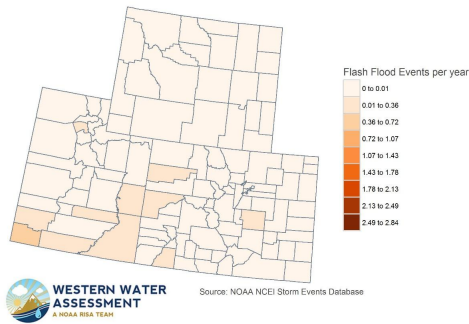 Flash Flood Events per year
0 to 0.01
0.01 to 0.36
0.36 to 0.72
0.72 to 1.07
1.07 to 1.43
1.43 to 1.78
1.78 to 2.13
2.13 to 2.49
2.49 to 2.84
WESTERN WATER
ASSESSMENT
A NOAA RISA TEAM
Source: NOAA NCEI Storm Events Database